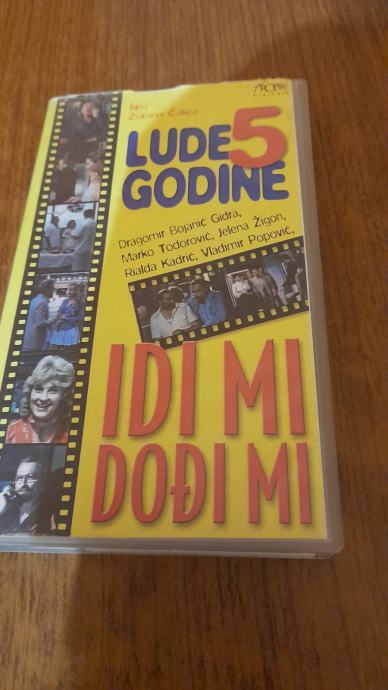 film
Zorana Čalića
LUDE 5
GODINE
Dragomir Bojanić Gidra,
Marko Todorović, Jelena Žigon,
Rialda Kadrić, Vladimir Popović,
IDI MI
DOĐI MI